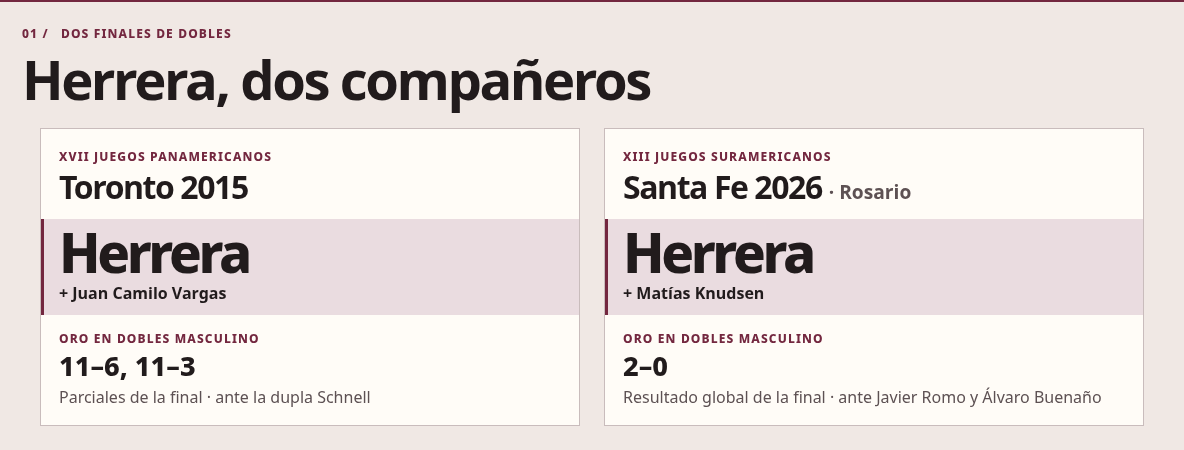 01 / DOS FINALES DE DOBLES
Herrera, dos compañeros
XVII JUEGOS PANAMERICANOS
Toronto 2015
Herrera
+ Juan Camilo Vargas
ORO EN DOBLES MASCULINO
11–6, 11–3
Parciales de la final · ante la dupla Schnell
XIII JUEGOS SURAMERICANOS
Santa Fe 2026 · Rosario
Herrera
+ Matías Knudsen
ORO EN DOBLES MASCULINO
2–0
Resultado global de la final · ante Javier Romo y Álvaro Buenaño